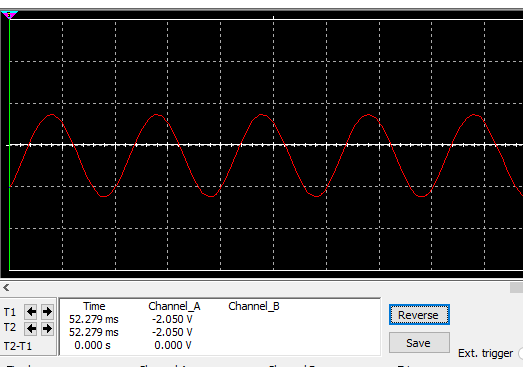 Time Channel_A Channel_B
T1 52.279 ms -2.050 V
T2 52.279 ms -2.050 V
T2-T1 0.000 s 0.000 V
Reverse
Save
Ext. trigger